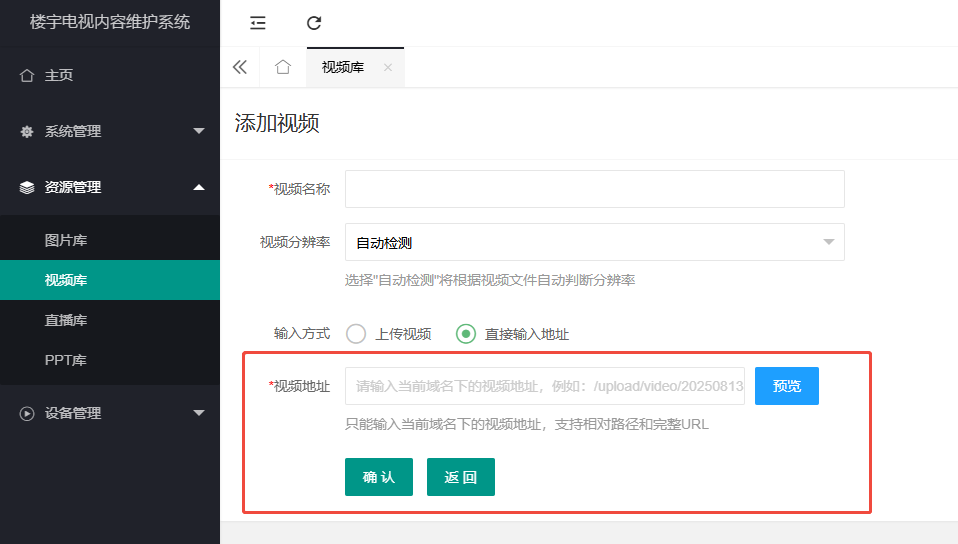 楼宇电视内容维护系统
主页
系统管理
资源管理
图片库
视频库
直播库
PPT库
设备管理
视频库
添加视频
*视频名称
视频分辨率 自动检测
选择"自动检测"将根据视频文件自动判断分辨率
输入方式 上传视频 直接输入地址
*视频地址 请输入当前域名下的视频地址，例如：/upload/video/20250813 预览
只能输入当前域名下的视频地址，支持相对路径和完整URL
确认 返回